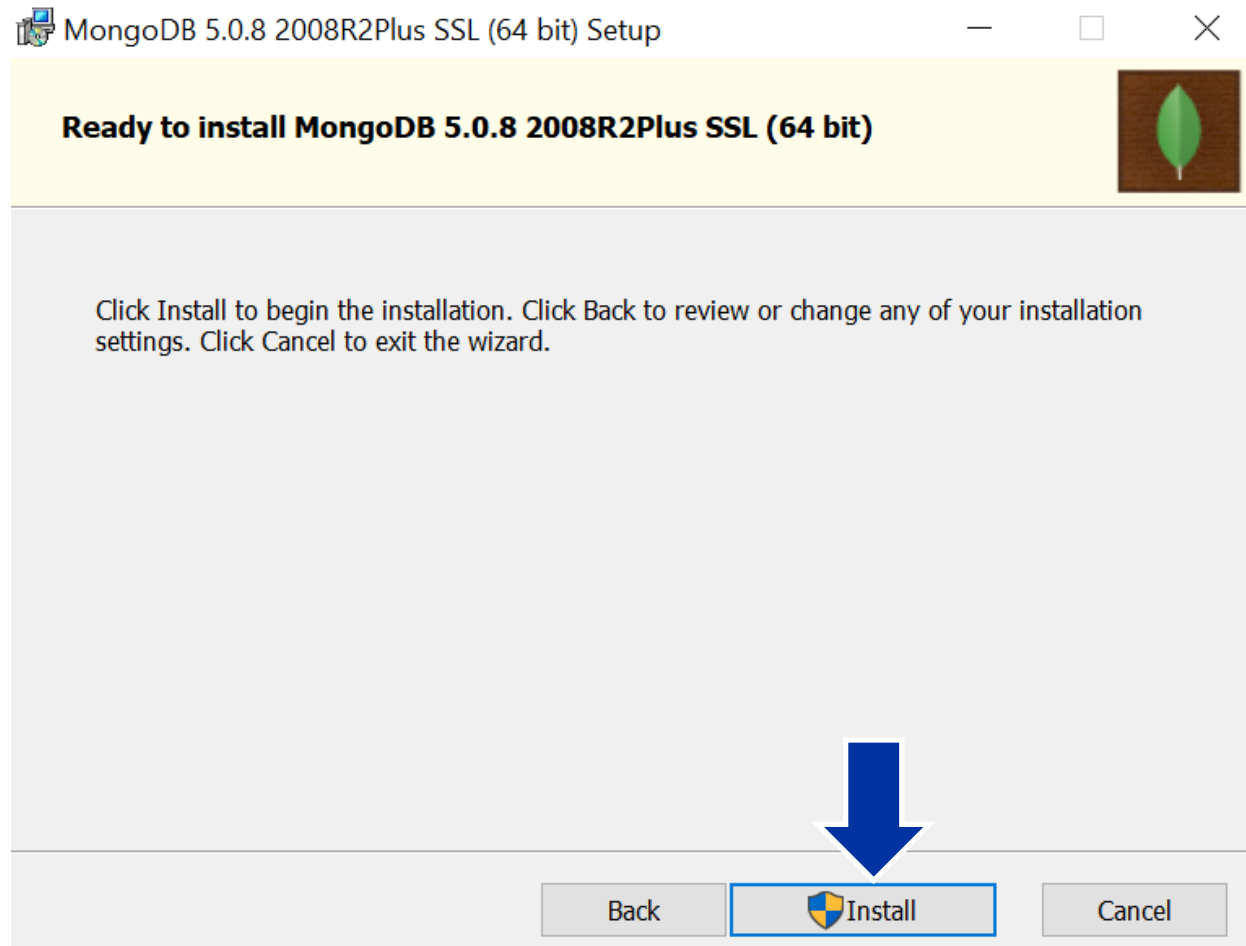 MongoDB 5.0.8 2008R2Plus SSL (64 bit) Setup
Ready to install MongoDB 5.0.8 2008R2Plus SSL (64 bit)
Click Install to begin the installation. Click Back to review or change any of your installation
settings. Click Cancel to exit the wizard.
Back
Install
Cancel